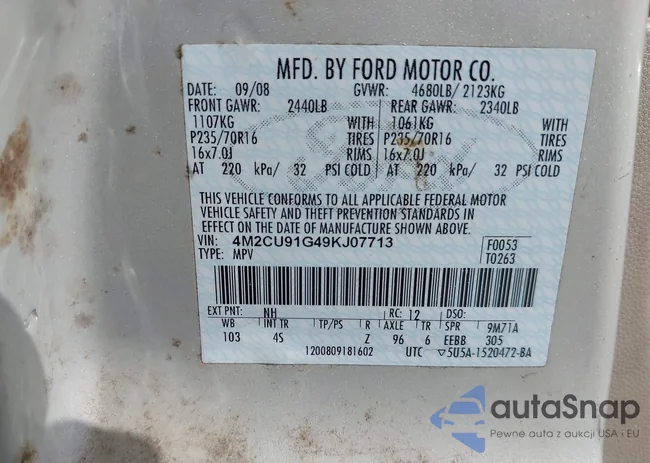 MFD. BY FORD MOTOR CO.
DATE: 09/08 GVWR: 4680LB/ 2123KG
FRONT GAWR: 2440LB REAR GAWR: 2340LB
1107KG WITH 1061KG WITH
P235/70R16 TIRES P235/70R16 TIRES
16x7.0J RIMS 16x7.0J RIMS
AT 220 kPa/ 32 PSI COLD AT 220 kPa/ 32 PSI COLD
THIS VEHICLE CONFORMS TO ALL APPLICABLE FEDERAL MOTOR
VEHICLE SAFETY AND THEFT PREVENTION STANDARDS IN
EFFECT ON THE DATE OF MANUFACTURE SHOWN ABOVE.
VIN: 4M2CU91G49KJ07713 F0053
TYPE: MPV T0263
EXT PNT: NH RC: 12 DSO:
WB INT TR TP/PS R AXLE TR SPR 9M71A
103 4S Z 96 6 EEBB 305
1200809181602 UTC ▽5U5A-1520472-BA
autaSnap
Pewne auta z aukcji USA i EU